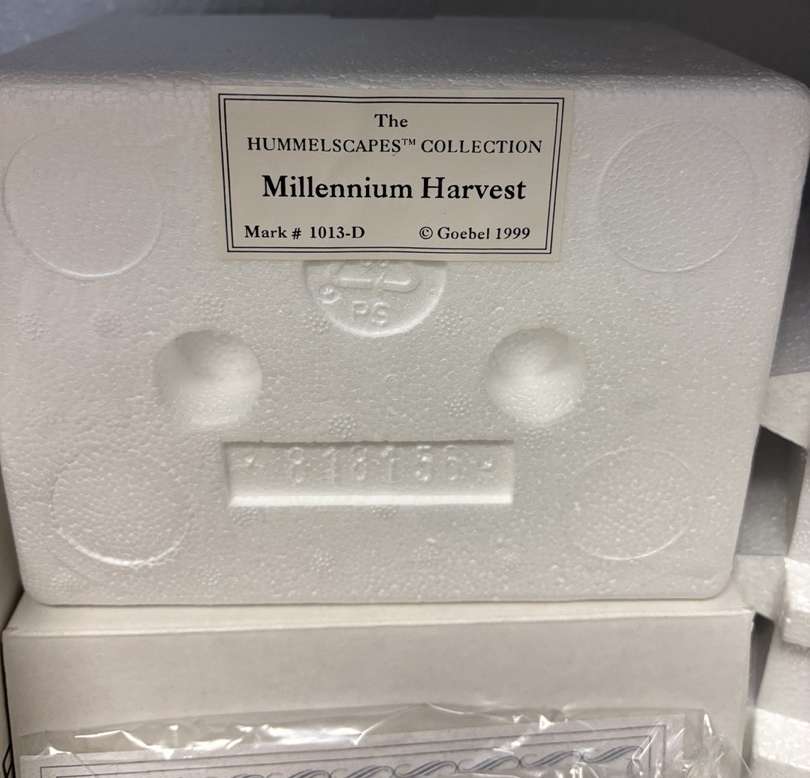 The
HUMMELSCAPES™ COLLECTION
Millennium Harvest
Mark # 1013-D © Goebel 1999
PS